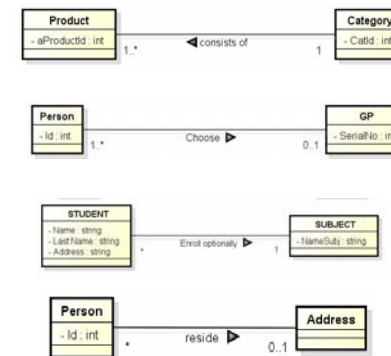 Product
- aProductId : int
1..*
◀ consists of
1
Category
- CatId : int
Person
- Id : int
1..*
Choose ▶
0..1
GP
- SerialNo : in
STUDENT
- Name : string
- LastName : string
- Address : string
*
Enroll optionally ▶
1
SUBJECT
- NameSubj : string
Person
- Id : int
*
reside ▶
0..1
Address